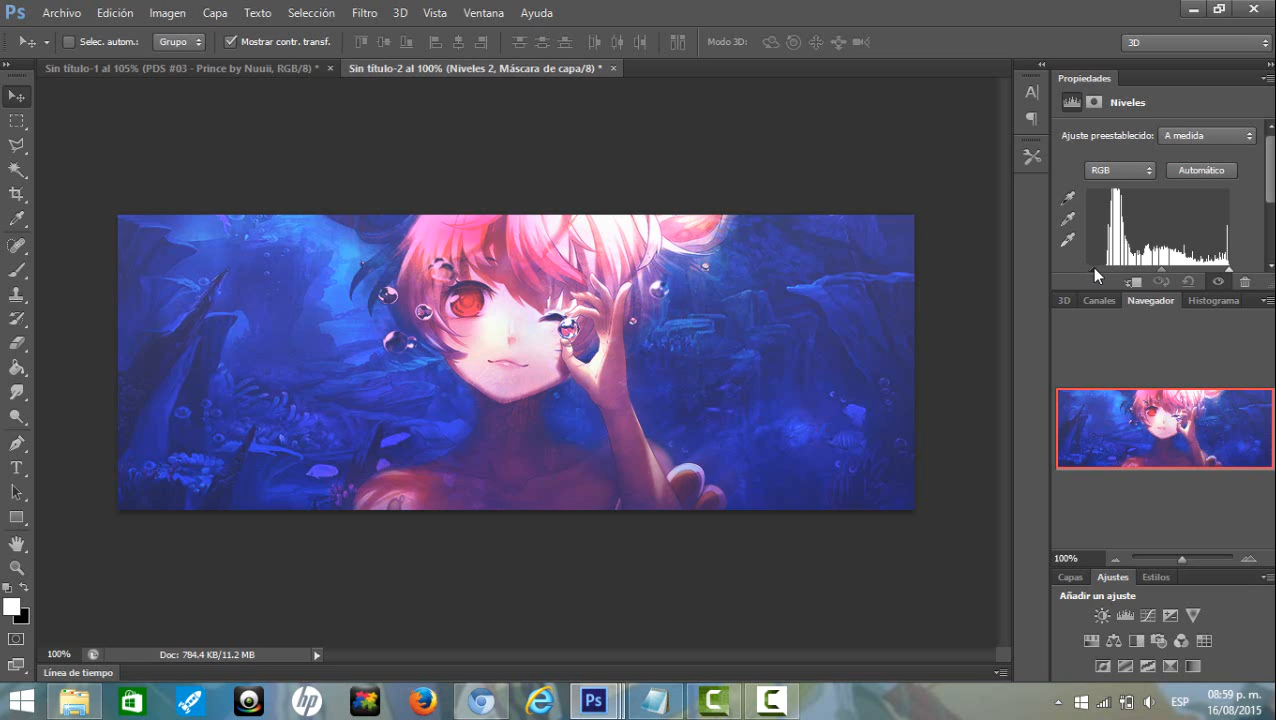 Ps Archivo Edición Imagen Capa Texto Selección Filtro 3D Vista Ventana Ayuda
Selec. autom.: Grupo Mostrar contr. transf. Modo 3D: 3D
Sin título-1 al 105% (PDS #03 - Prince by Nuuii, RGB/8) * × Sin título-2 al 100% (Niveles 2, Máscara de capa/8) * ×
Propiedades
Niveles
Ajuste preestablecido: A medida
RGB Automático
3D Canales Navegador Histograma
100%
Capas Ajustes Estilos
Añadir un ajuste
100% Doc: 784.4 KB/11.2 MB
Línea de tiempo
hp Ps C C ESP 08:59 p. m.
16/08/2015